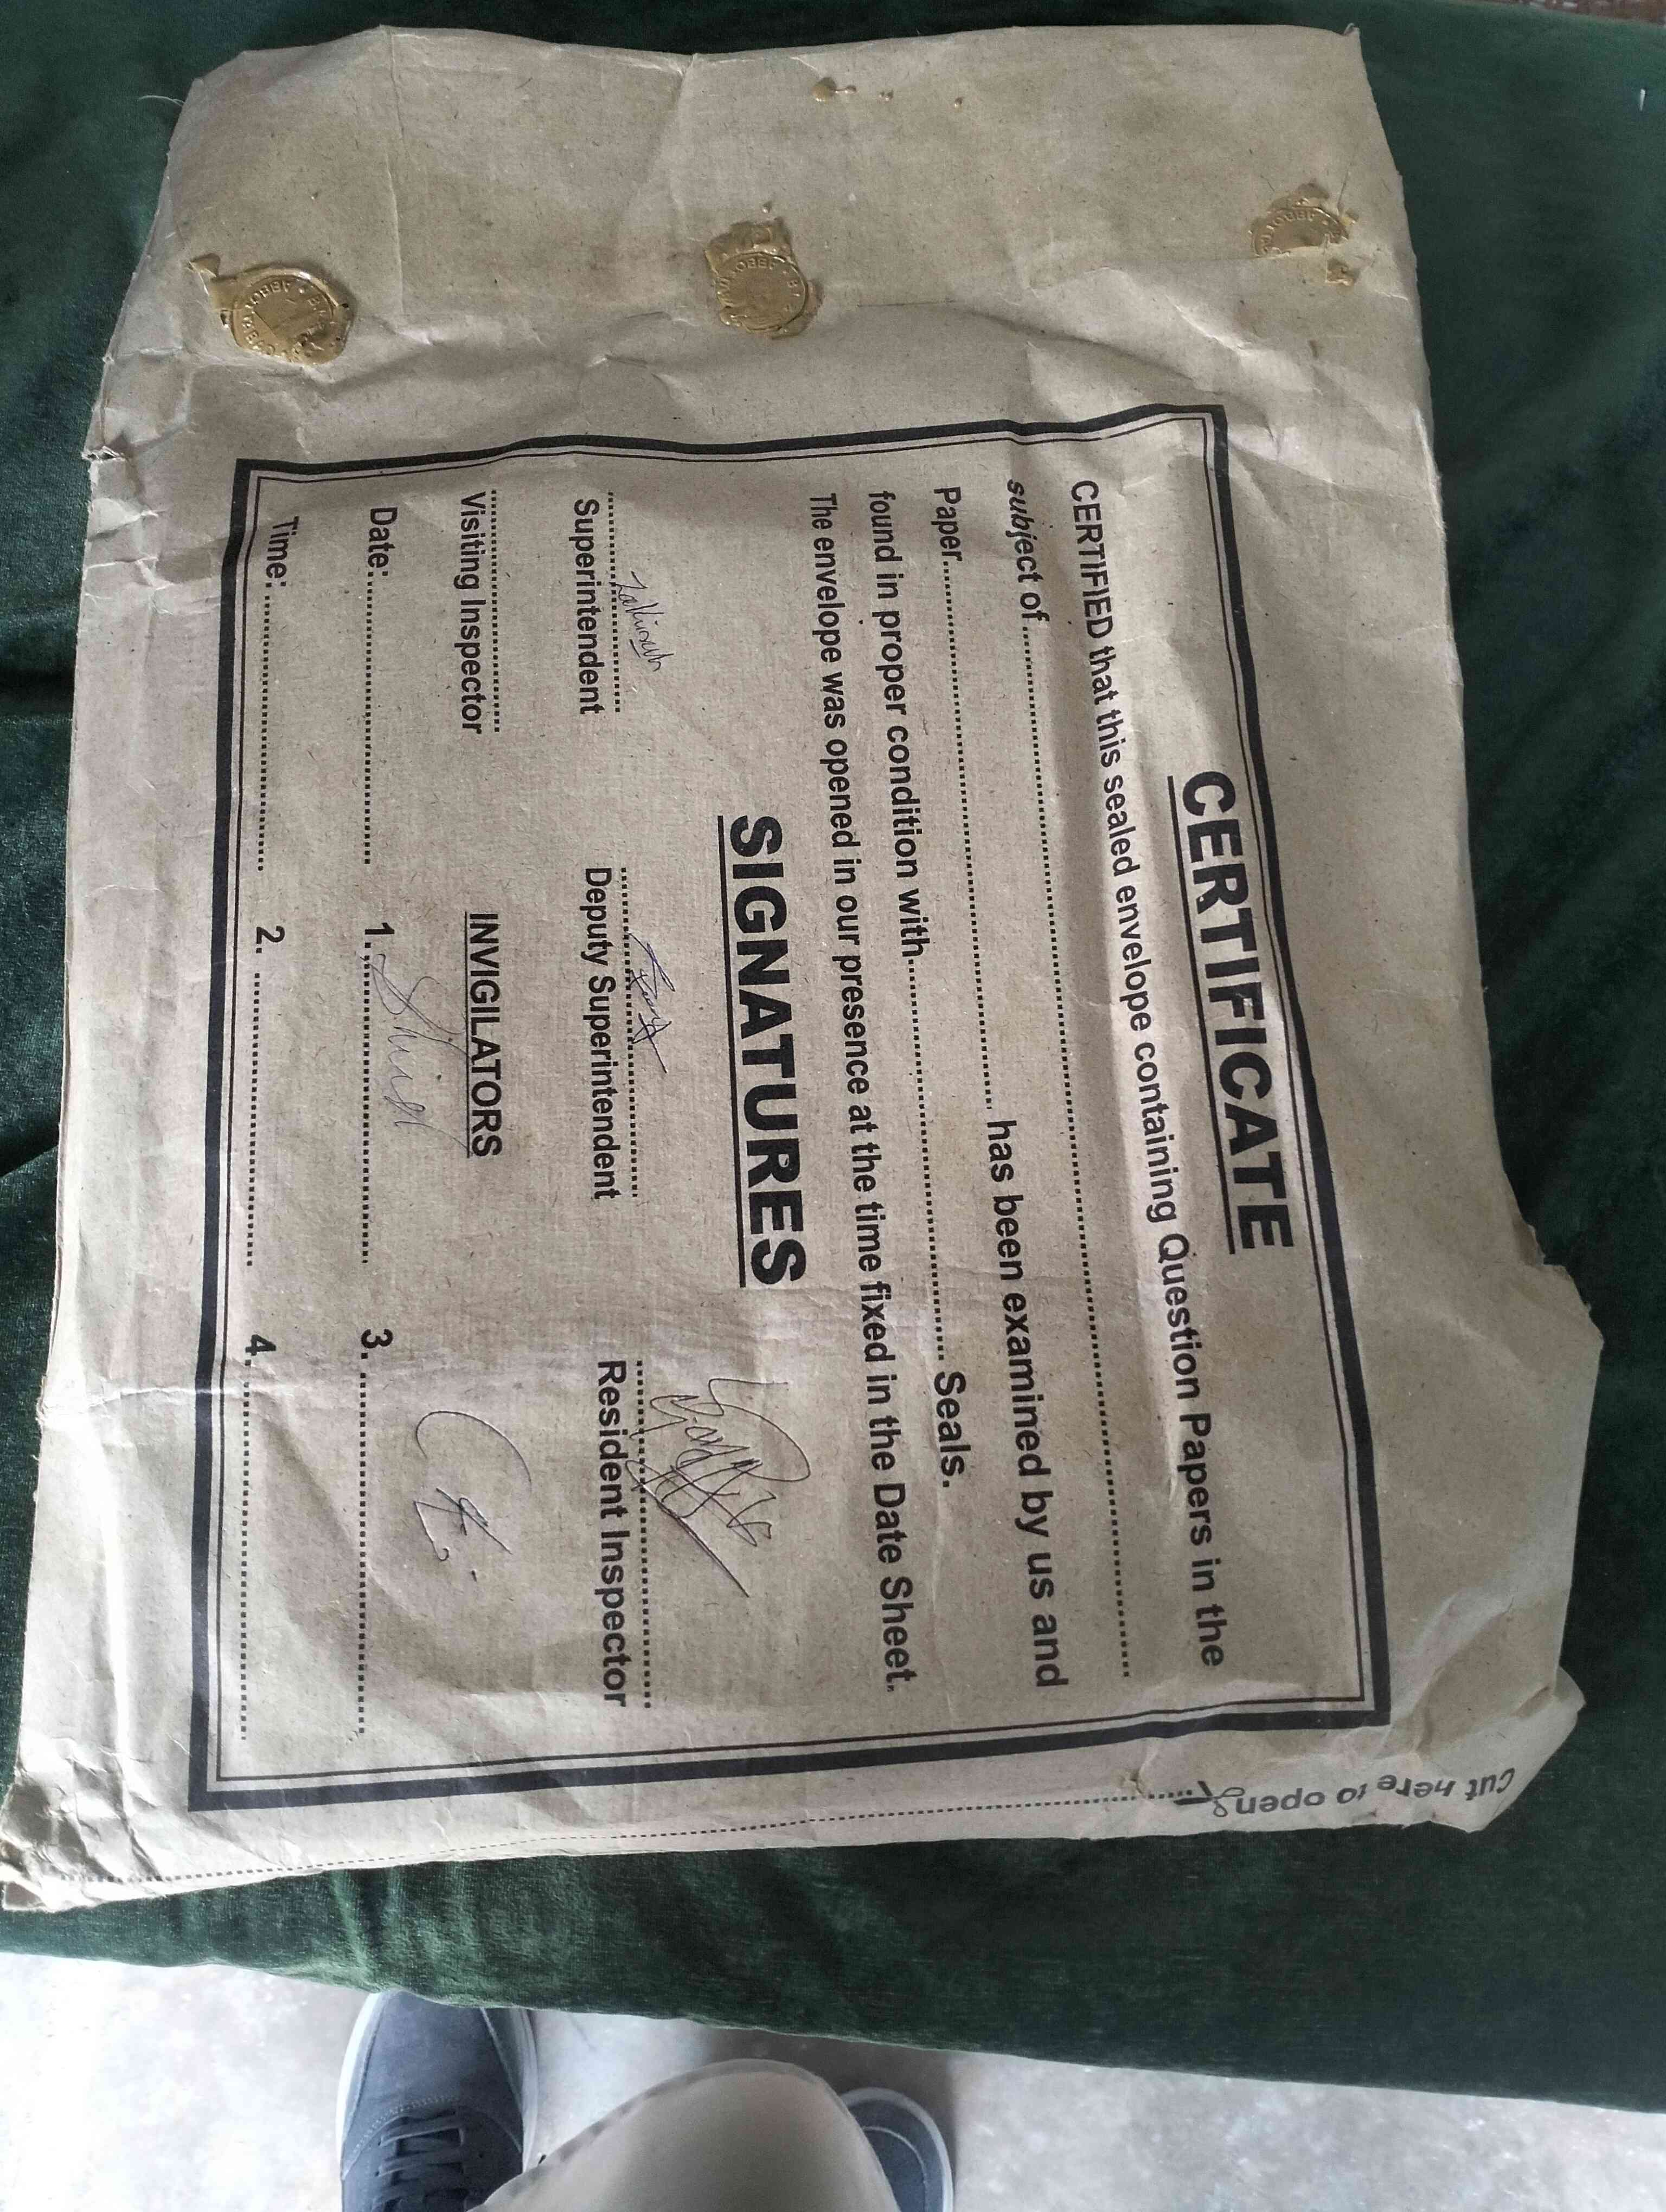 CERTIFICATE
CERTIFIED that this sealed envelope containing Question Papers in the
subject of ..........................................................
Paper.......................................... has been examined by us and
found in proper condition with.................................... Seals.
The envelope was opened in our presence at the time fixed in the Date Sheet.
SIGNATURES
Superintendent Deputy Superintendent Resident Inspector
Visiting Inspector INVIGILATORS
Date: .............................. 1. .............................. 3. ..............................
Time: .............................. 2. .............................. 4. ..............................
Cut here to open